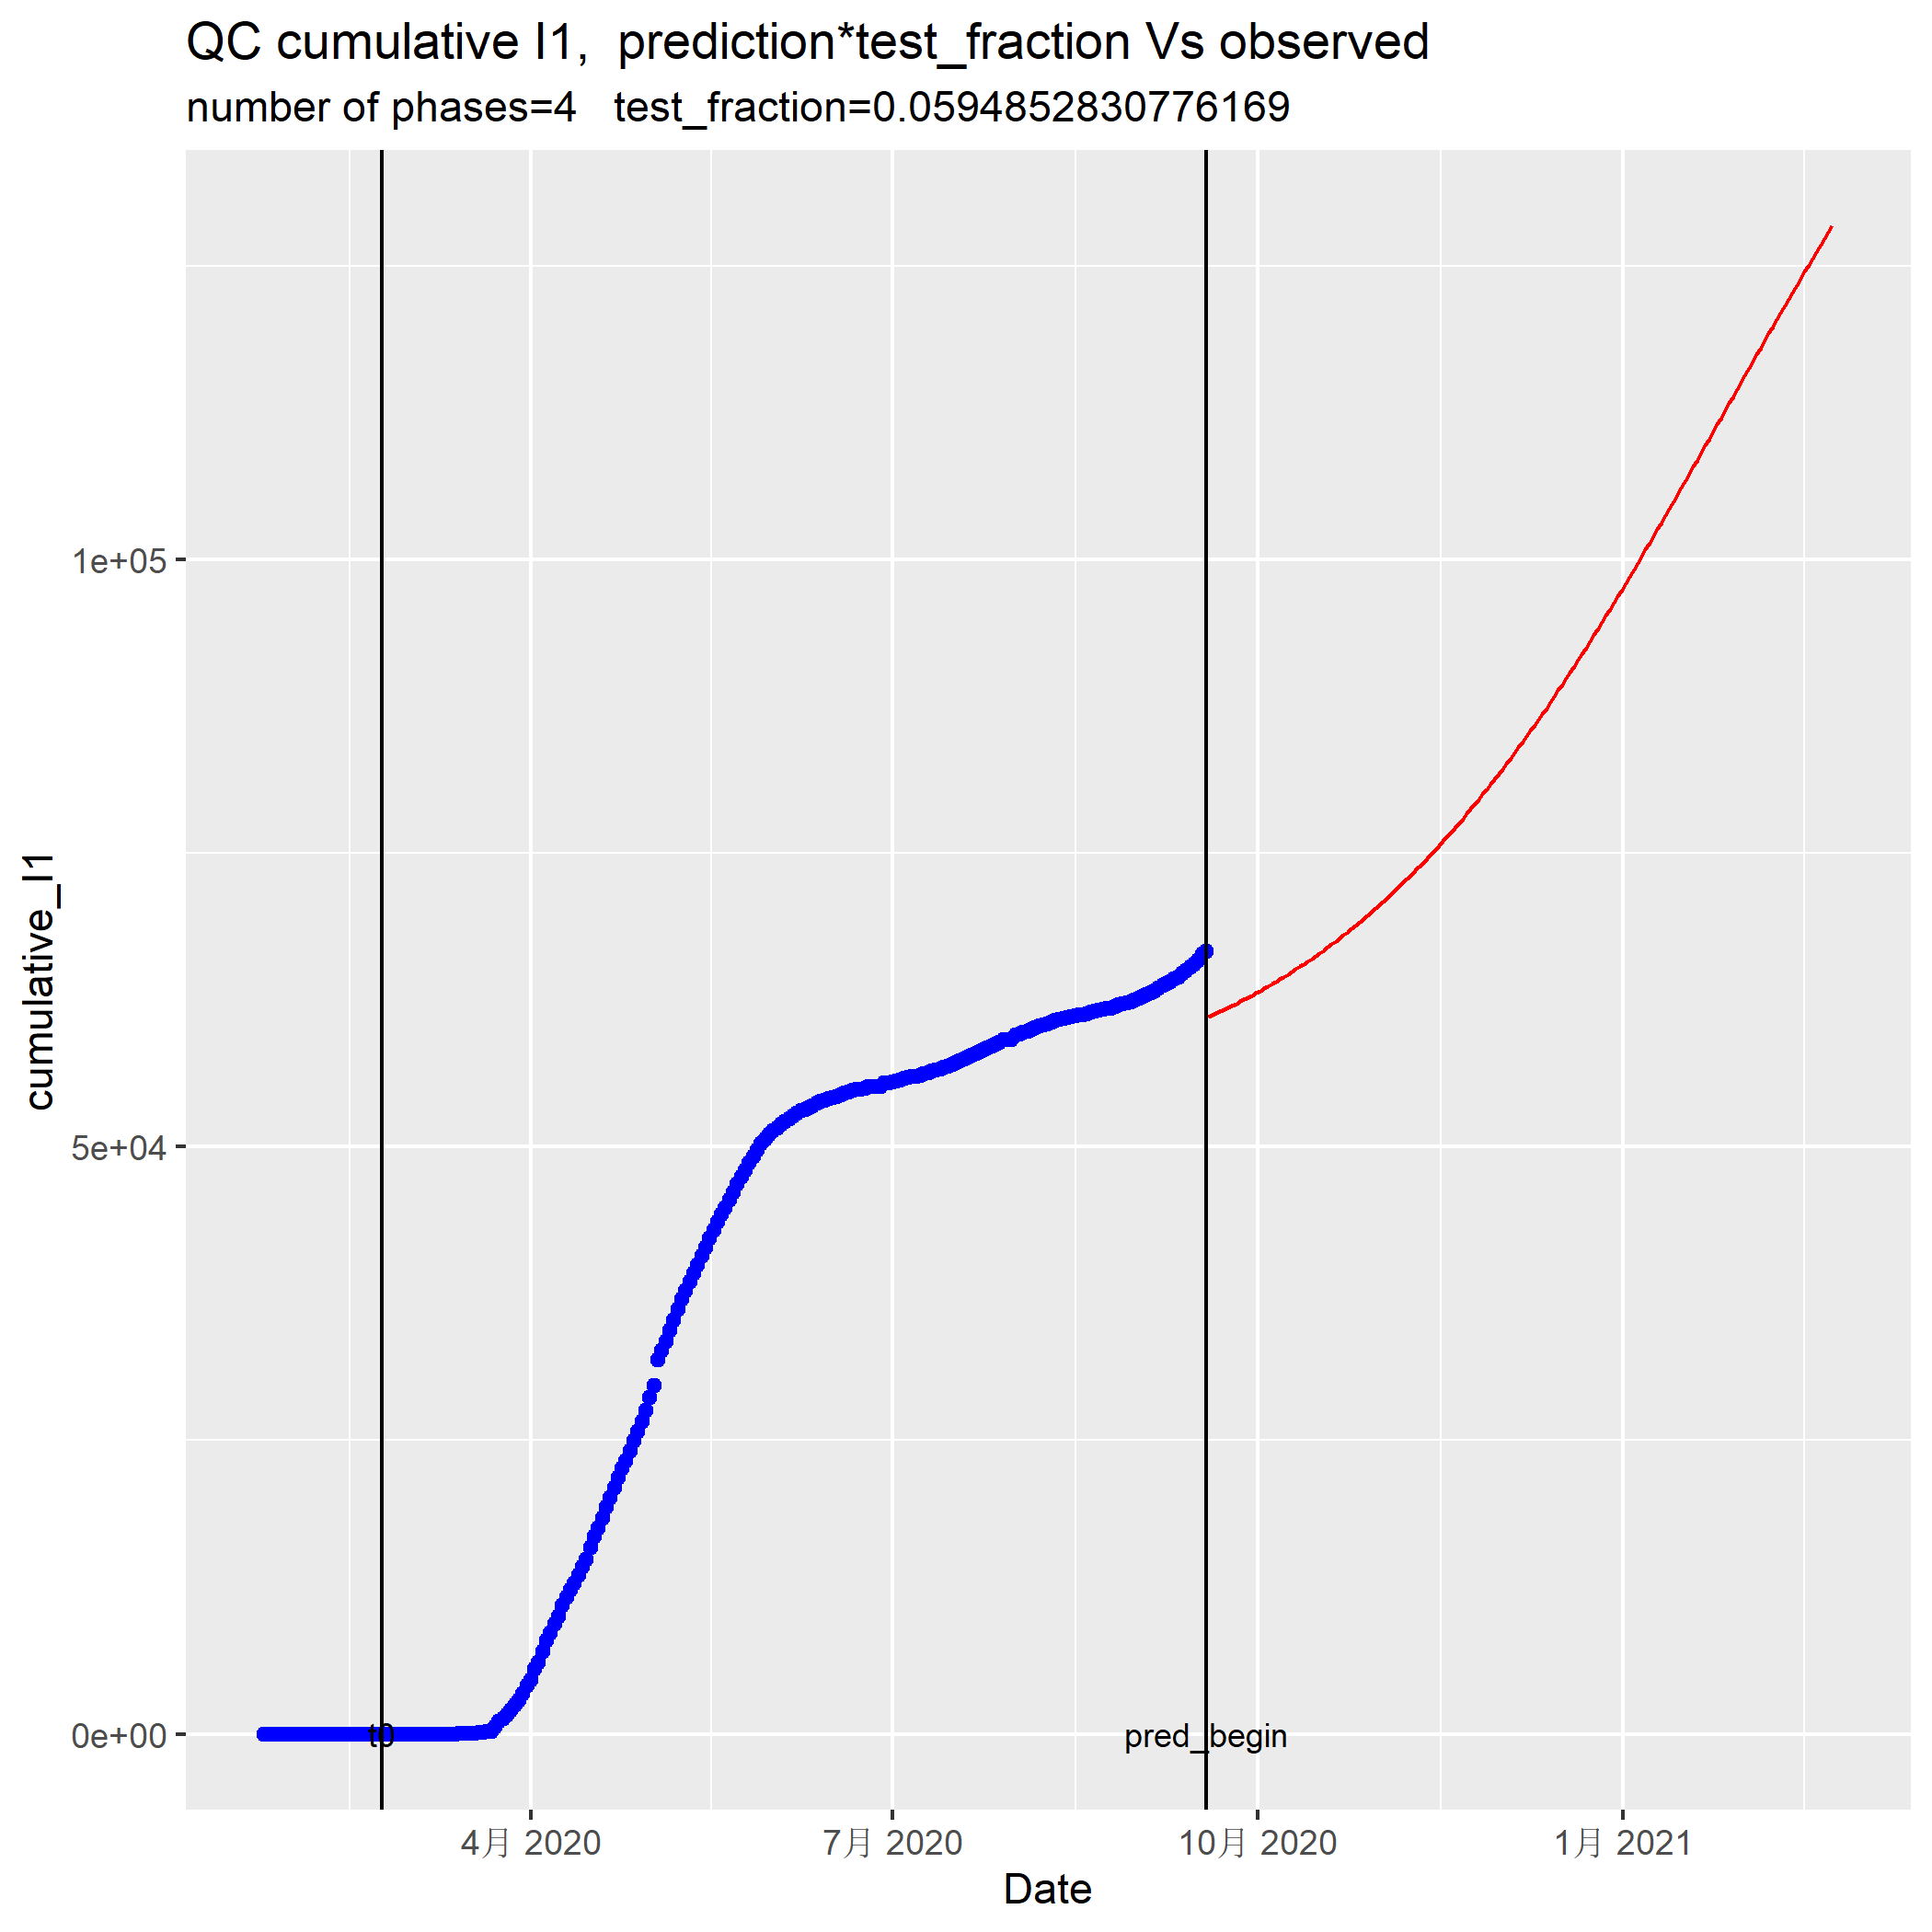 QC cumulative I1,  prediction*test_fraction Vs observed
number of phases=4   test_fraction=0.0594852830776169
1e+05
5e+04
0e+00
cumulative_I1
t0
pred_begin
4月 2020
7月 2020
10月 2020
1月 2021
Date